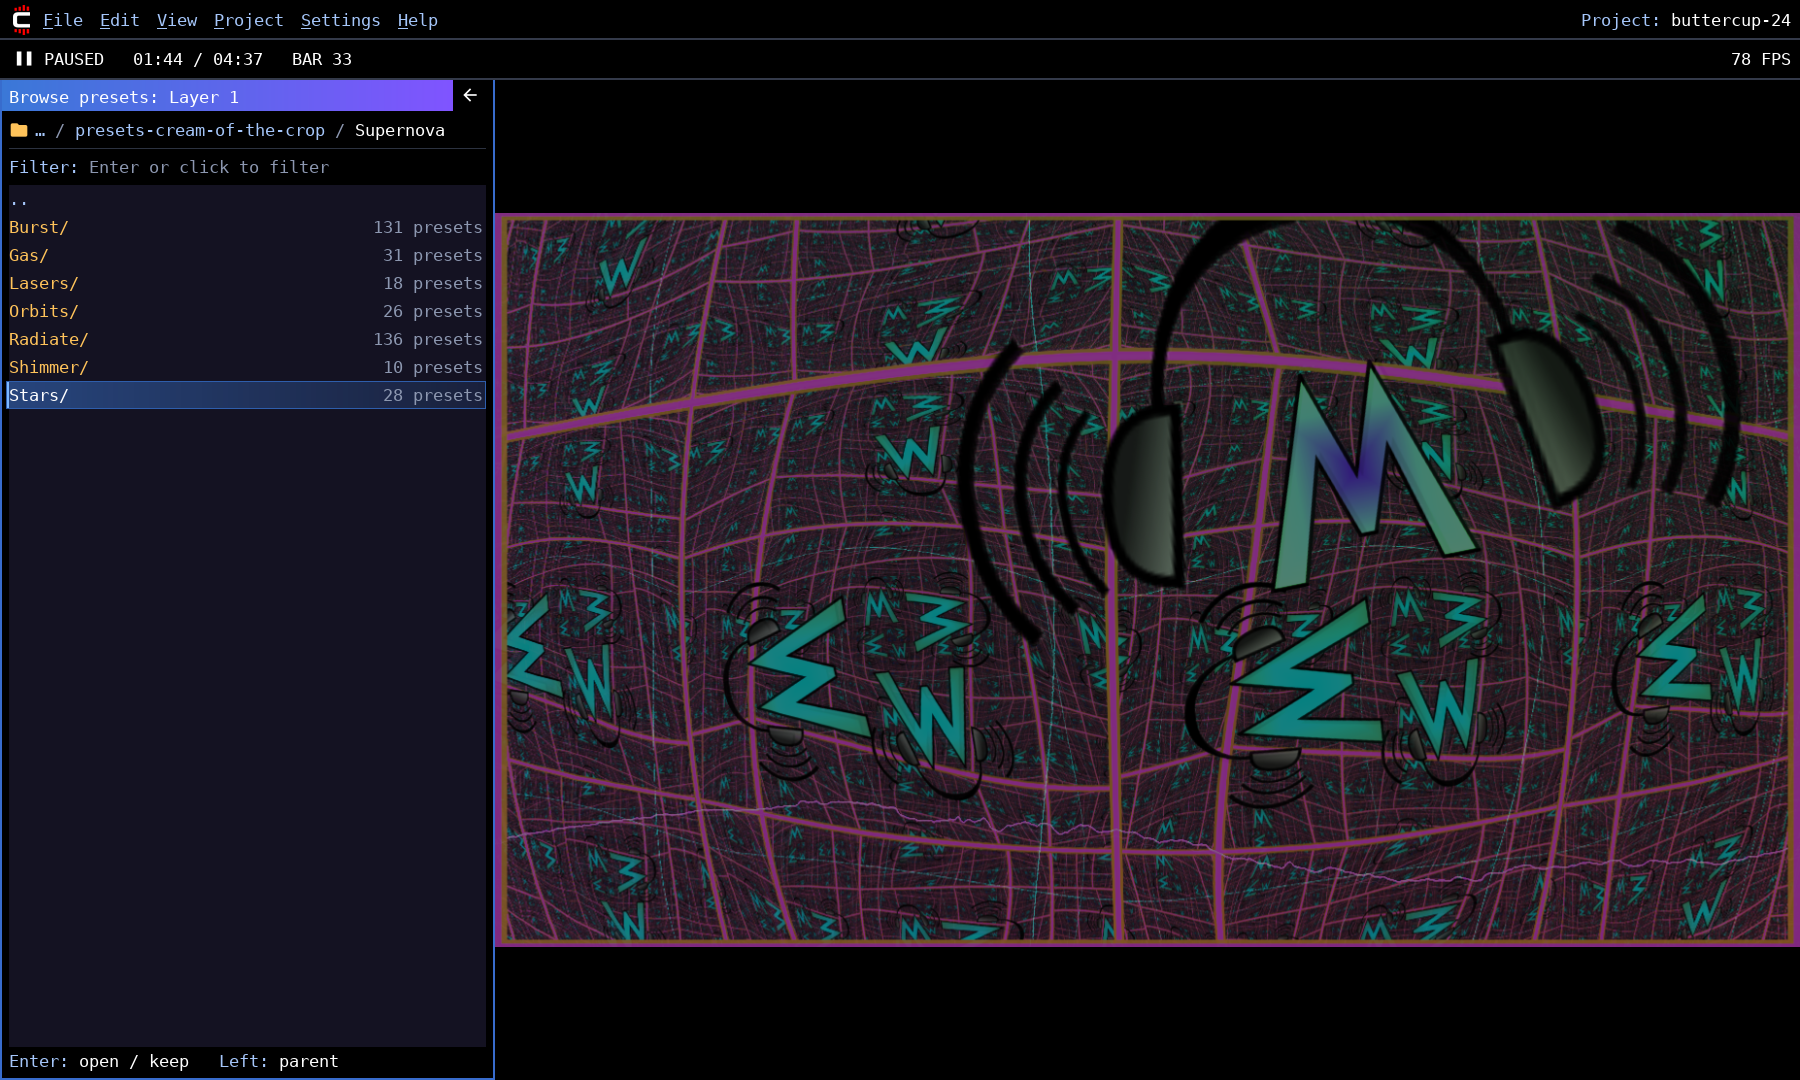 File Edit View Project Settings Help Project: buttercup-24
PAUSED 01:44 / 04:37 BAR 33 78 FPS
Browse presets: Layer 1
… / presets-cream-of-the-crop / Supernova
Filter: Enter or click to filter
..
Burst/ 131 presets
Gas/ 31 presets
Lasers/ 18 presets
Orbits/ 26 presets
Radiate/ 136 presets
Shimmer/ 10 presets
Stars/ 28 presets
M
Enter: open / keep Left: parent